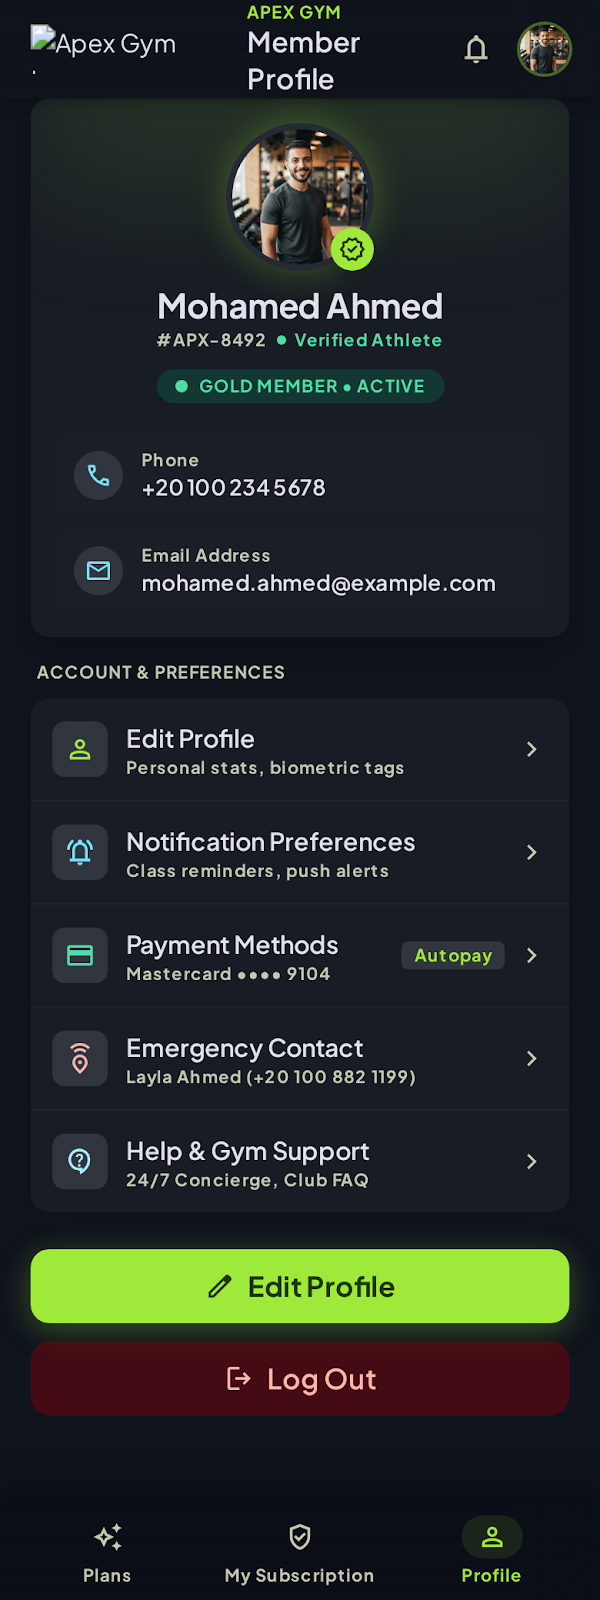 APEX GYM
Apex Gym
.
Member
Profile
Mohamed Ahmed
#APX-8492 • Verified Athlete
GOLD MEMBER • ACTIVE
Phone
+20 100 234 5678
Email Address
mohamed.ahmed@example.com
ACCOUNT & PREFERENCES
Edit Profile
Personal stats, biometric tags
Notification Preferences
Class reminders, push alerts
Payment Methods
Mastercard •••• 9104
Autopay
Emergency Contact
Layla Ahmed (+20 100 882 1199)
Help & Gym Support
24/7 Concierge, Club FAQ
Edit Profile
Log Out
Plans
My Subscription
Profile